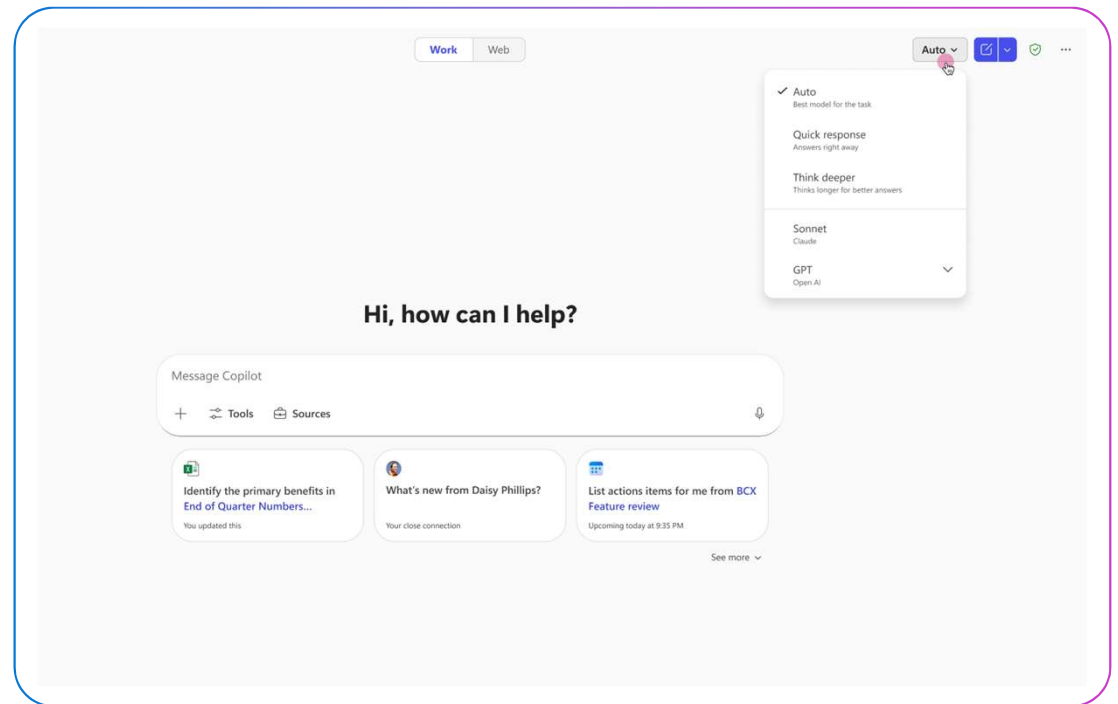 Work
Web
Auto
Auto
Best model for the task
Quick response
Answers right away
Think deeper
Thinks longer for better answers
Sonnet
Claude
GPT
Open AI
Hi, how can I help?
Message Copilot
Tools
Sources
Identify the primary benefits in
End of Quarter Numbers...
You updated this
What's new from Daisy Phillips?
Your close connection
List actions items for me from BCX
Feature review
Upcoming today at 9:35 PM
See more